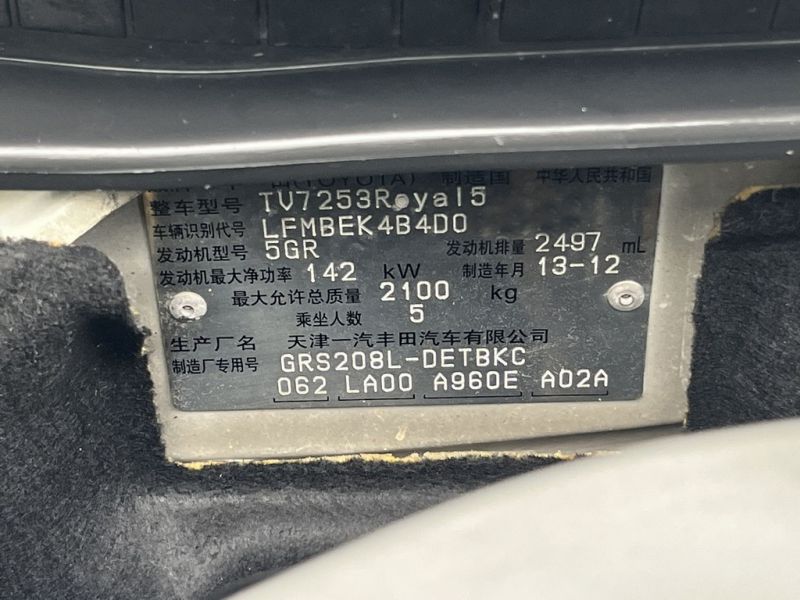 (TOYOTA) 制造国 中华人民共和国
整车型号 TV7253Royal5
车辆识别代号 LFMBEK4B4D0
发动机型号 5GR 发动机排量 2497 mL
发动机最大净功率 142 kW 制造年月 13-12
最大允许总质量 2100 kg
乘坐人数 5
生产厂名 天津一汽丰田汽车有限公司
制造厂专用号 GRS208L-DETBKC
062 LA00 A960E A02A